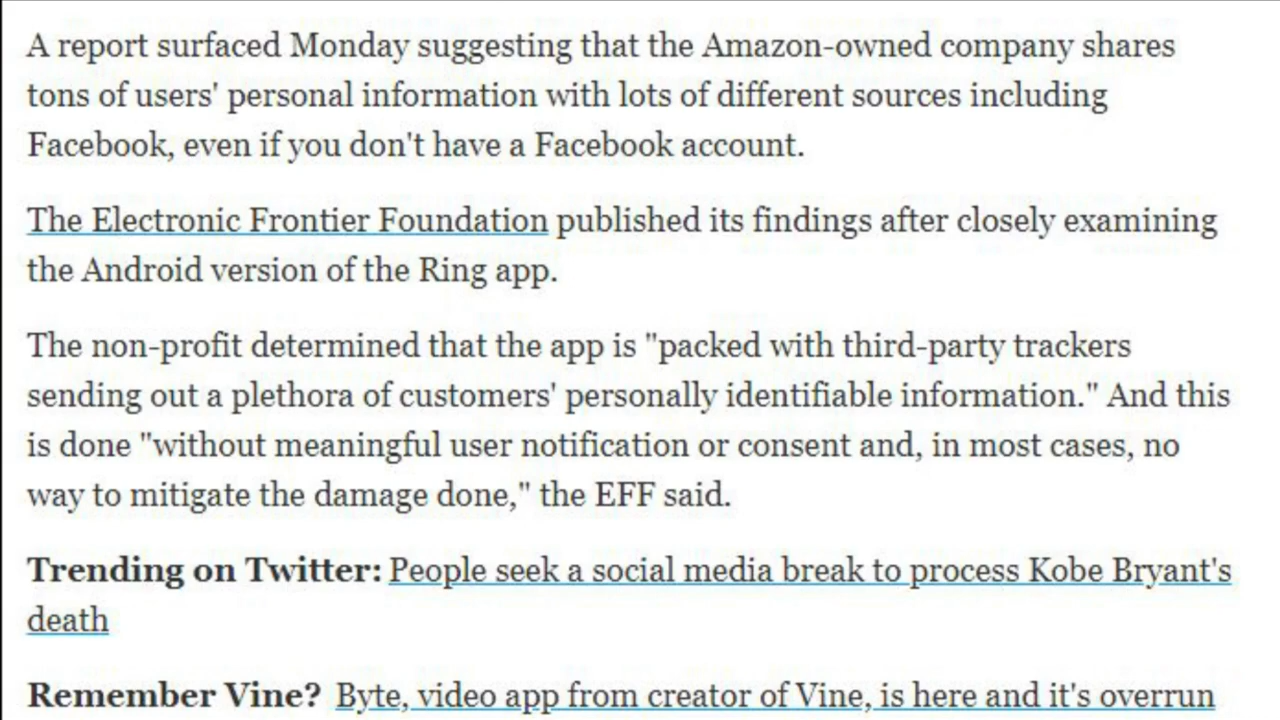 A report surfaced Monday suggesting that the Amazon-owned company shares
tons of users' personal information with lots of different sources including
Facebook, even if you don't have a Facebook account.
The Electronic Frontier Foundation published its findings after closely examining
the Android version of the Ring app.
The non-profit determined that the app is "packed with third-party trackers
sending out a plethora of customers' personally identifiable information." And this
is done "without meaningful user notification or consent and, in most cases, no
way to mitigate the damage done," the EFF said.
Trending on Twitter: People seek a social media break to process Kobe Bryant's
death
Remember Vine? Byte, video app from creator of Vine, is here and it's overrun